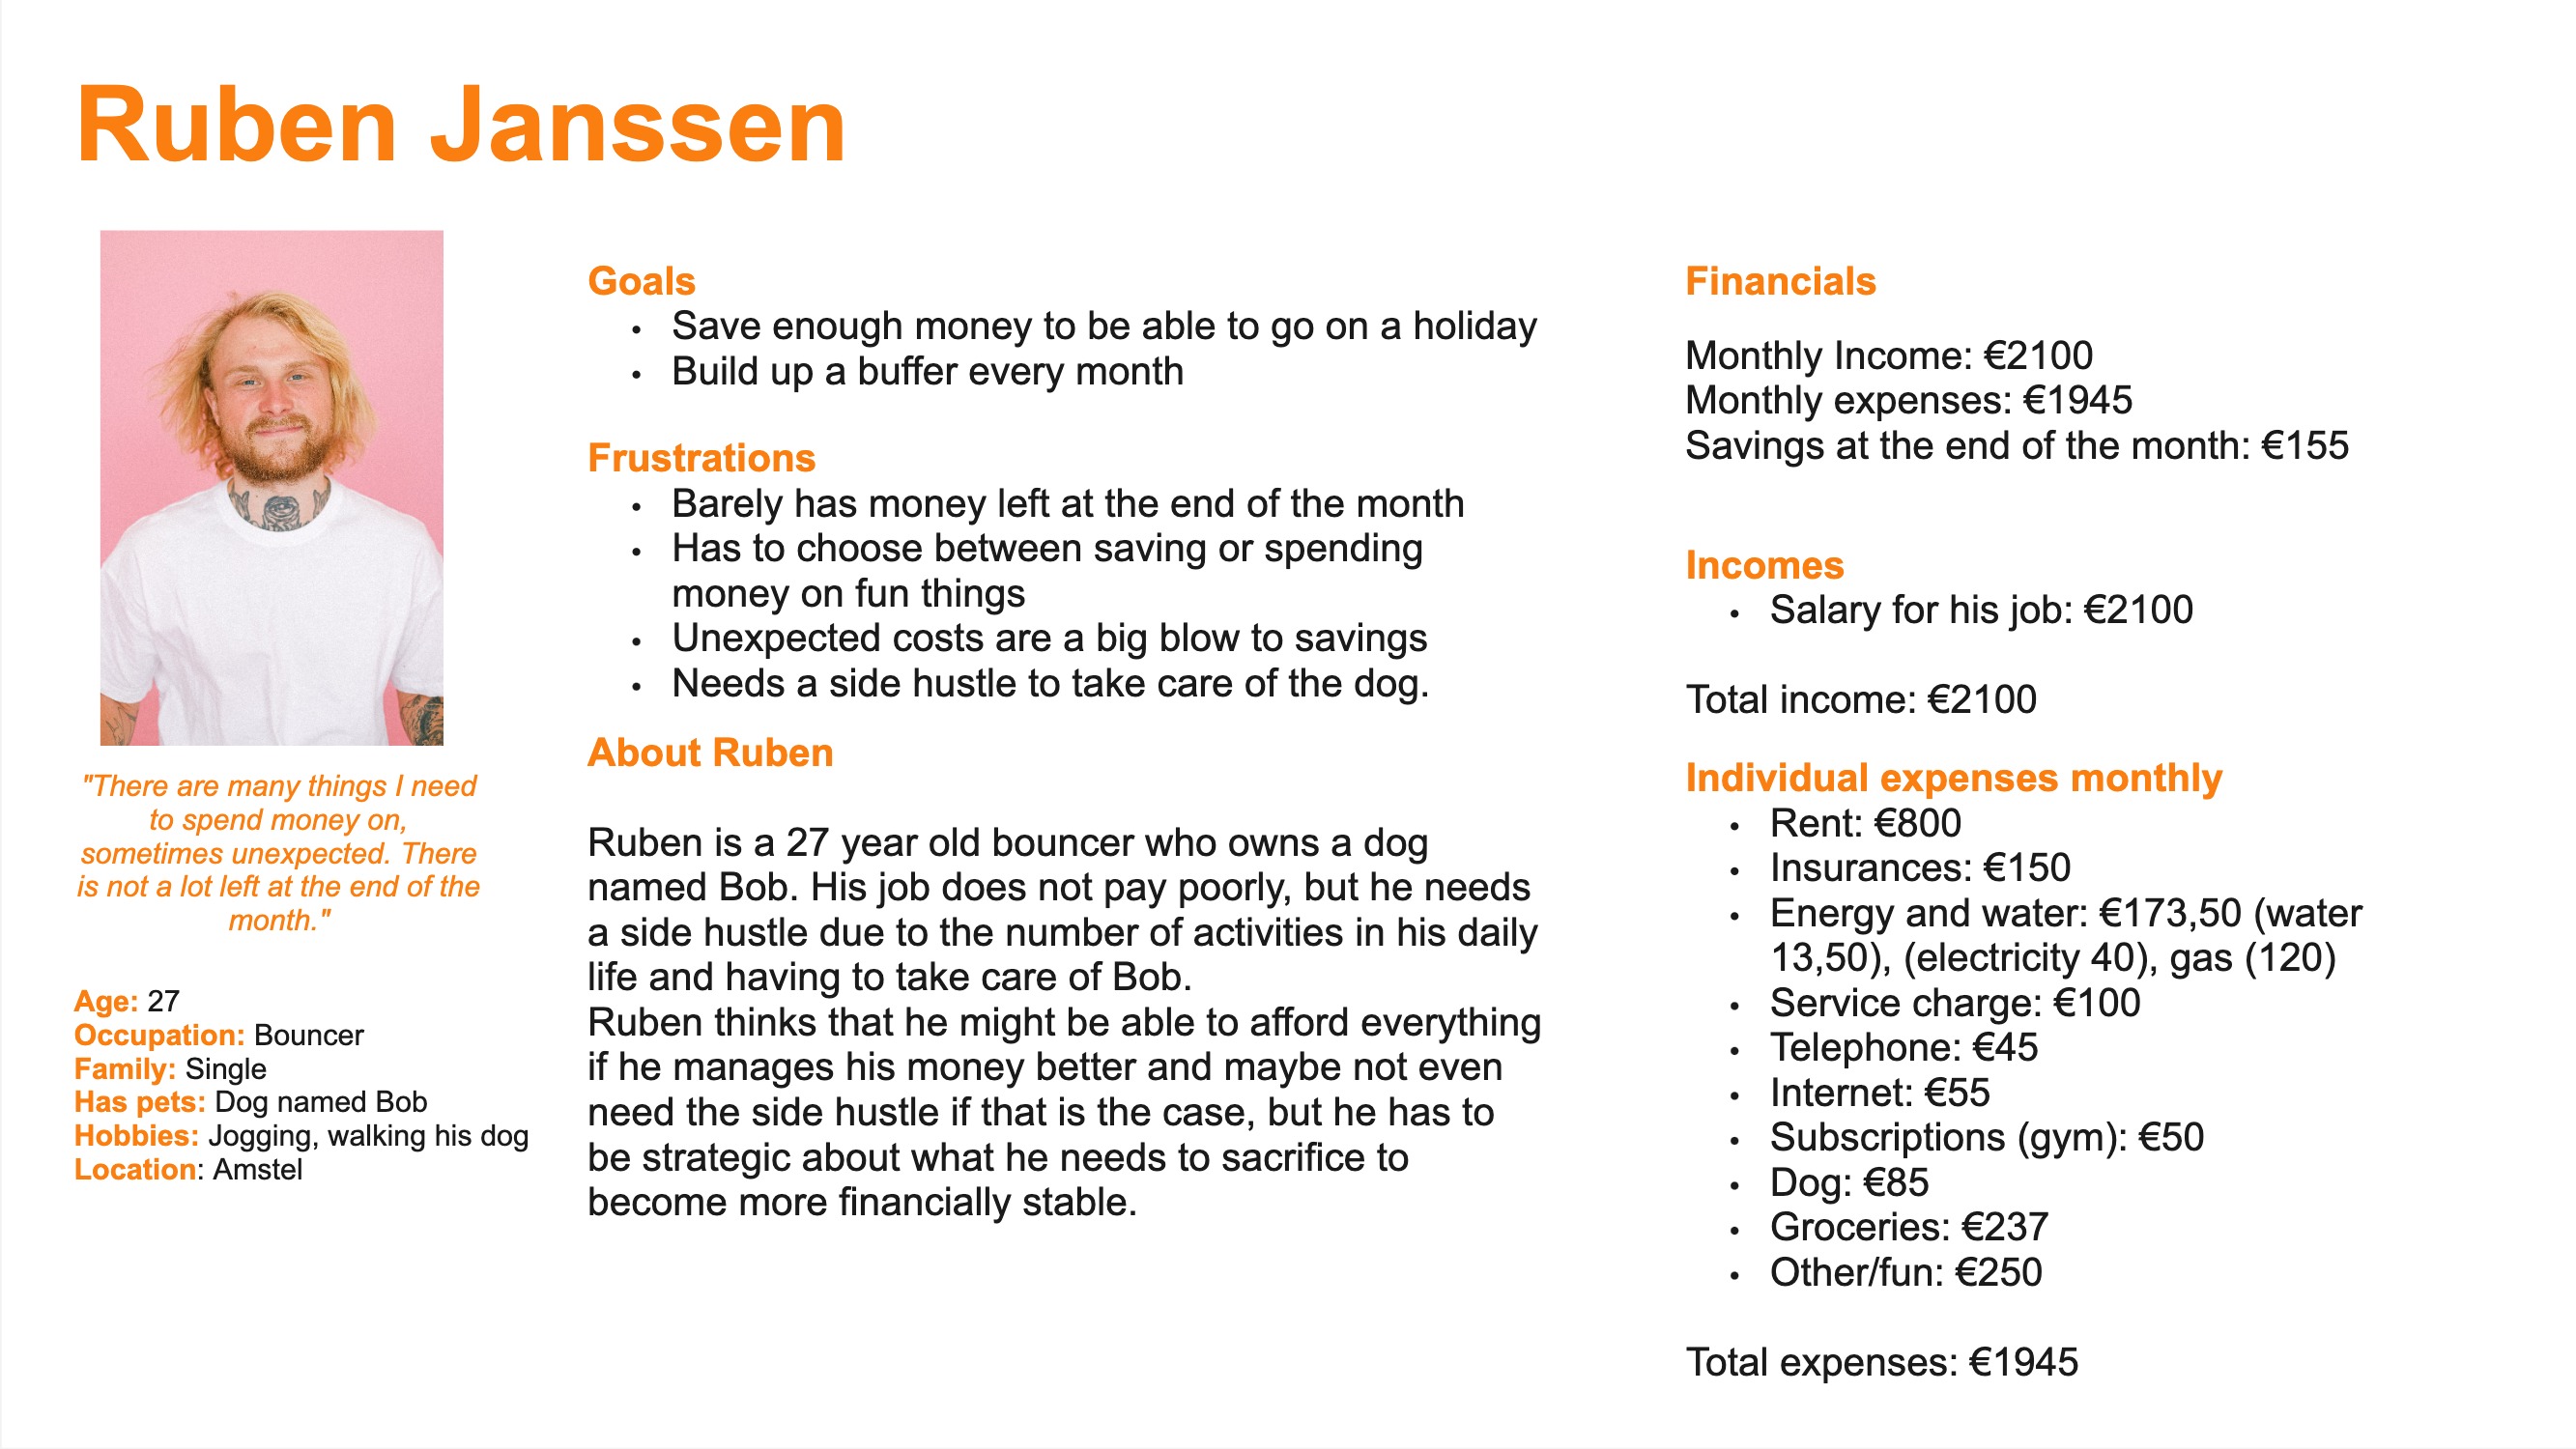 Ruben Janssen
"There are many things I need
to spend money on,
sometimes unexpected. There
is not a lot left at the end of the
month."
Age: 27
Occupation: Bouncer
Family: Single
Has pets: Dog named Bob
Hobbies: Jogging, walking his dog
Location: Amstel
Goals
• Save enough money to be able to go on a holiday
• Build up a buffer every month
Frustrations
• Barely has money left at the end of the month
• Has to choose between saving or spending
money on fun things
• Unexpected costs are a big blow to savings
• Needs a side hustle to take care of the dog.
About Ruben
Ruben is a 27 year old bouncer who owns a dog
named Bob. His job does not pay poorly, but he needs
a side hustle due to the number of activities in his daily
life and having to take care of Bob.
Ruben thinks that he might be able to afford everything
if he manages his money better and maybe not even
need the side hustle if that is the case, but he has to
be strategic about what he needs to sacrifice to
become more financially stable.
Financials
Monthly Income: €2100
Monthly expenses: €1945
Savings at the end of the month: €155
Incomes
• Salary for his job: €2100
Total income: €2100
Individual expenses monthly
• Rent: €800
• Insurances: €150
• Energy and water: €173,50 (water
13,50), (electricity 40), gas (120)
• Service charge: €100
• Telephone: €45
• Internet: €55
• Subscriptions (gym): €50
• Dog: €85
• Groceries: €237
• Other/fun: €250
Total expenses: €1945